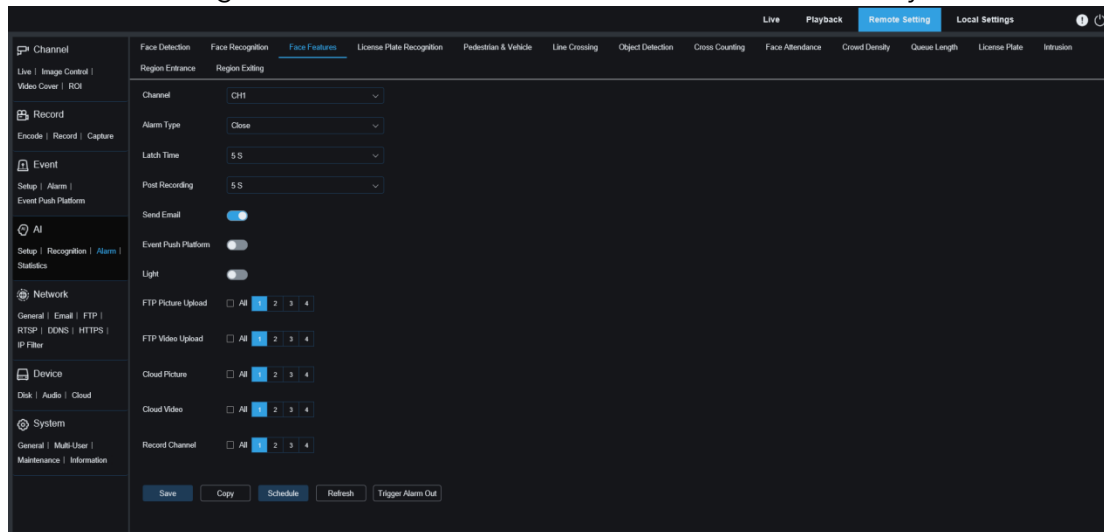 Live Playback Remote Setting Local Settings
Channel
Live | Image Control |
Video Cover | ROI
Record
Encode | Record | Capture
Event
Setup | Alarm |
Event Push Platform
AI
Setup | Recognition | Alarm |
Statistics
Network
General | Email | FTP |
RTSP | DDNS | HTTPS |
IP Filter
Device
Disk | Audio | Cloud
System
General | Multi-User |
Maintenance | Information
Face Detection Face Recognition Face Features License Plate Recognition Pedestrian & Vehicle Line Crossing Object Detection Cross Counting Face Attendance Crowd Density Queue Length License Plate Intrusion
Region Entrance Region Exiting
Channel CH1
Alarm Type Close
Latch Time 5 S
Post Recording 5 S
Send Email
Event Push Platform
Light
FTP Picture Upload All 1 2 3 4
FTP Video Upload All 1 2 3 4
Cloud Picture All 1 2 3 4
Cloud Video All 1 2 3 4
Record Channel All 1 2 3 4
Save Copy Schedule Refresh Trigger Alarm Out